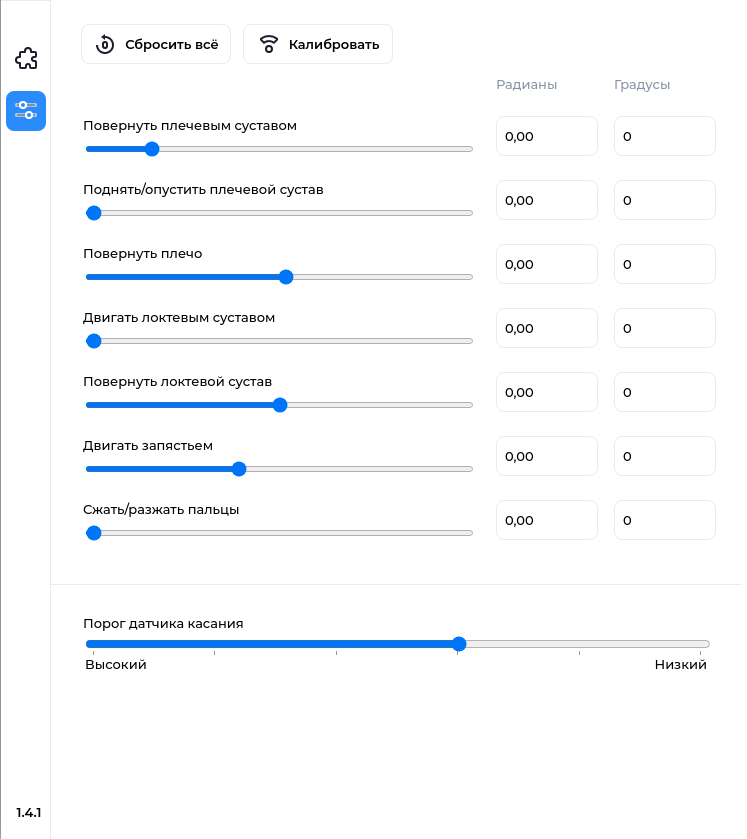 Сбросить всё Калибровать
Радианы Градусы
Повернуть плечевым суставом
0,00 0
Поднять/опустить плечевой сустав
0,00 0
Повернуть плечо
0,00 0
Двигать локтевым суставом
0,00 0
Повернуть локтевой сустав
0,00 0
Двигать запястьем
0,00 0
Сжать/разжать пальцы
0,00 0
Порог датчика касания
Высокий Низкий
1.4.1